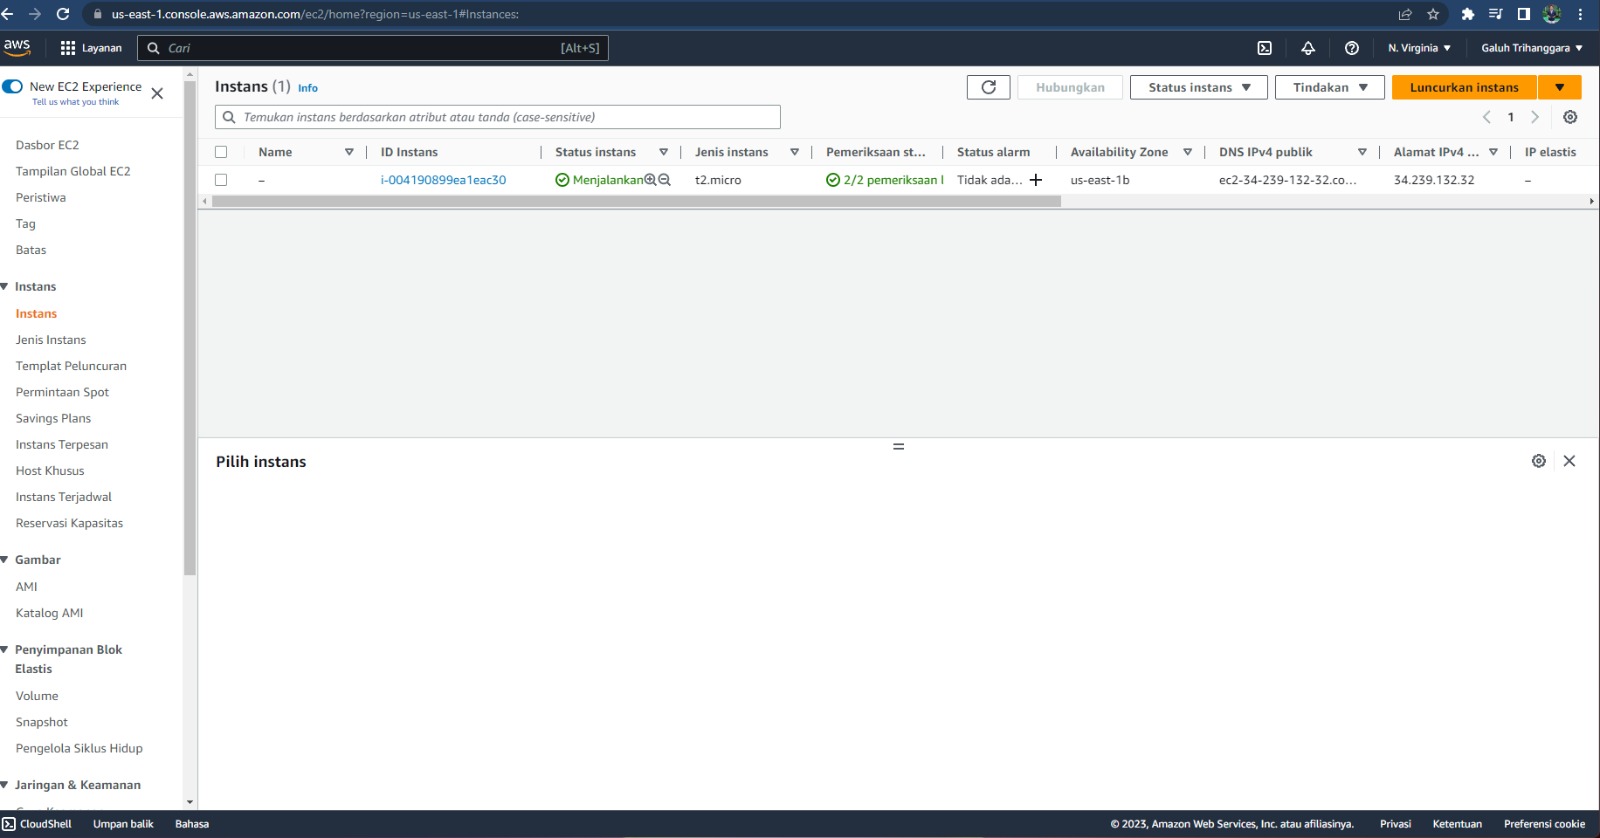 us-east-1.console.aws.amazon.com/ec2/home?region=us-east-1#Instances:
aws Layanan Cari [Alt+S] N. Virginia Galuh Trihanggara
New EC2 Experience
Tell us what you think
Dasbor EC2
Tampilan Global EC2
Peristiwa
Tag
Batas
Instans
Instans
Jenis Instans
Templat Peluncuran
Permintaan Spot
Savings Plans
Instans Terpesan
Host Khusus
Instans Terjadwal
Reservasi Kapasitas
Gambar
AMI
Katalog AMI
Penyimpanan Blok
Elastis
Volume
Snapshot
Pengelola Siklus Hidup
Jaringan & Keamanan
Instans (1) Info Hubungkan Status instans Tindakan Luncurkan instans
Temukan instans berdasarkan atribut atau tanda (case-sensitive) 1
Name ID Instans Status instans Jenis instans Pemeriksaan st... Status alarm Availability Zone DNS IPv4 publik Alamat IPv4 ... IP elastis
– i-004190899ea1eac30 Menjalankan t2.micro 2/2 pemeriksaan l Tidak ada... us-east-1b ec2-34-239-132-32.co... 34.239.132.32 –
Pilih instans
CloudShell Umpan balik Bahasa © 2023, Amazon Web Services, Inc. atau afiliasinya. Privasi Ketentuan Preferensi cookie